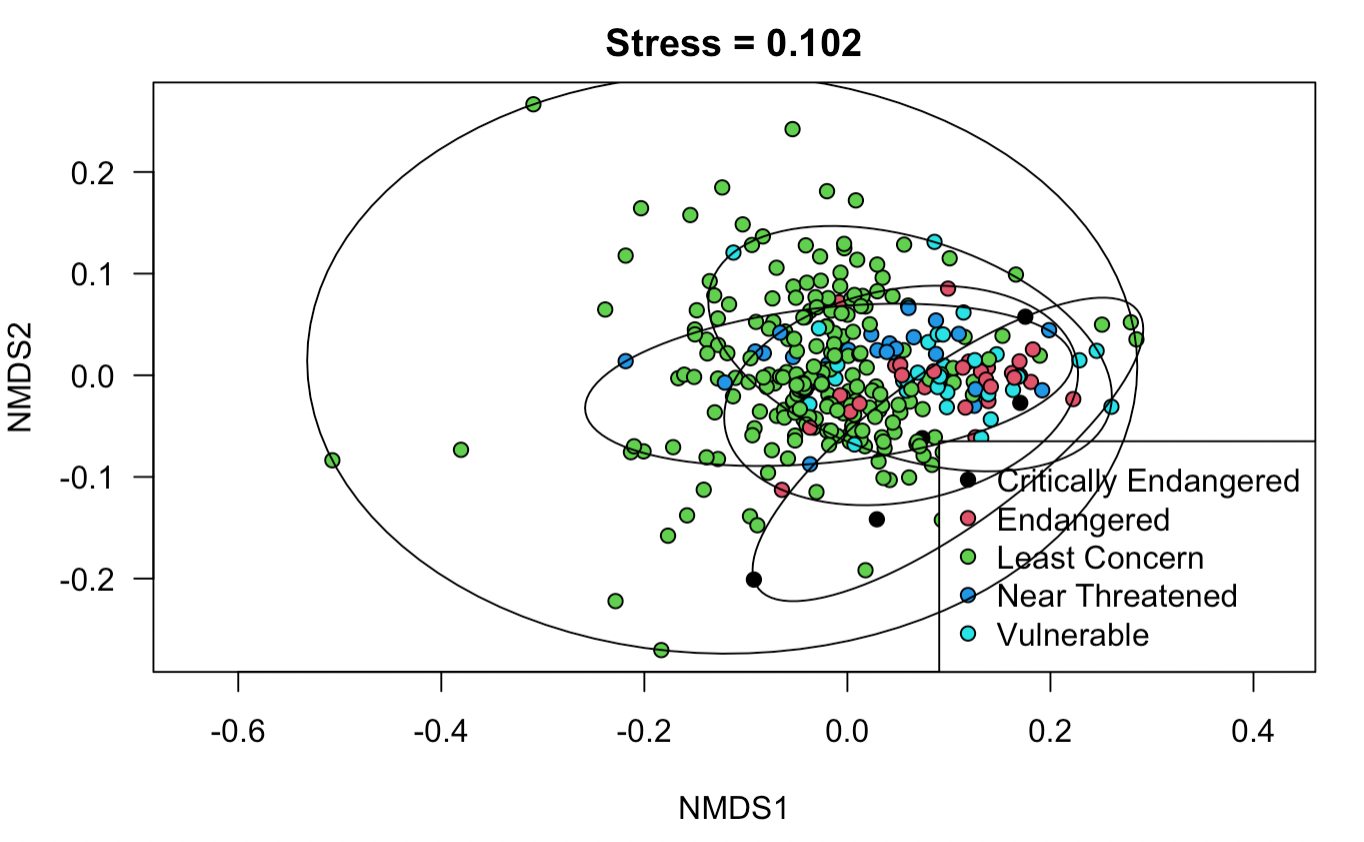 Stress = 0.102
NMDS2
0.2
0.1
0.0
-0.1
-0.2
Critically Endangered
Endangered
Least Concern
Near Threatened
Vulnerable
-0.6
-0.4
-0.2
0.0
0.2
0.4
NMDS1